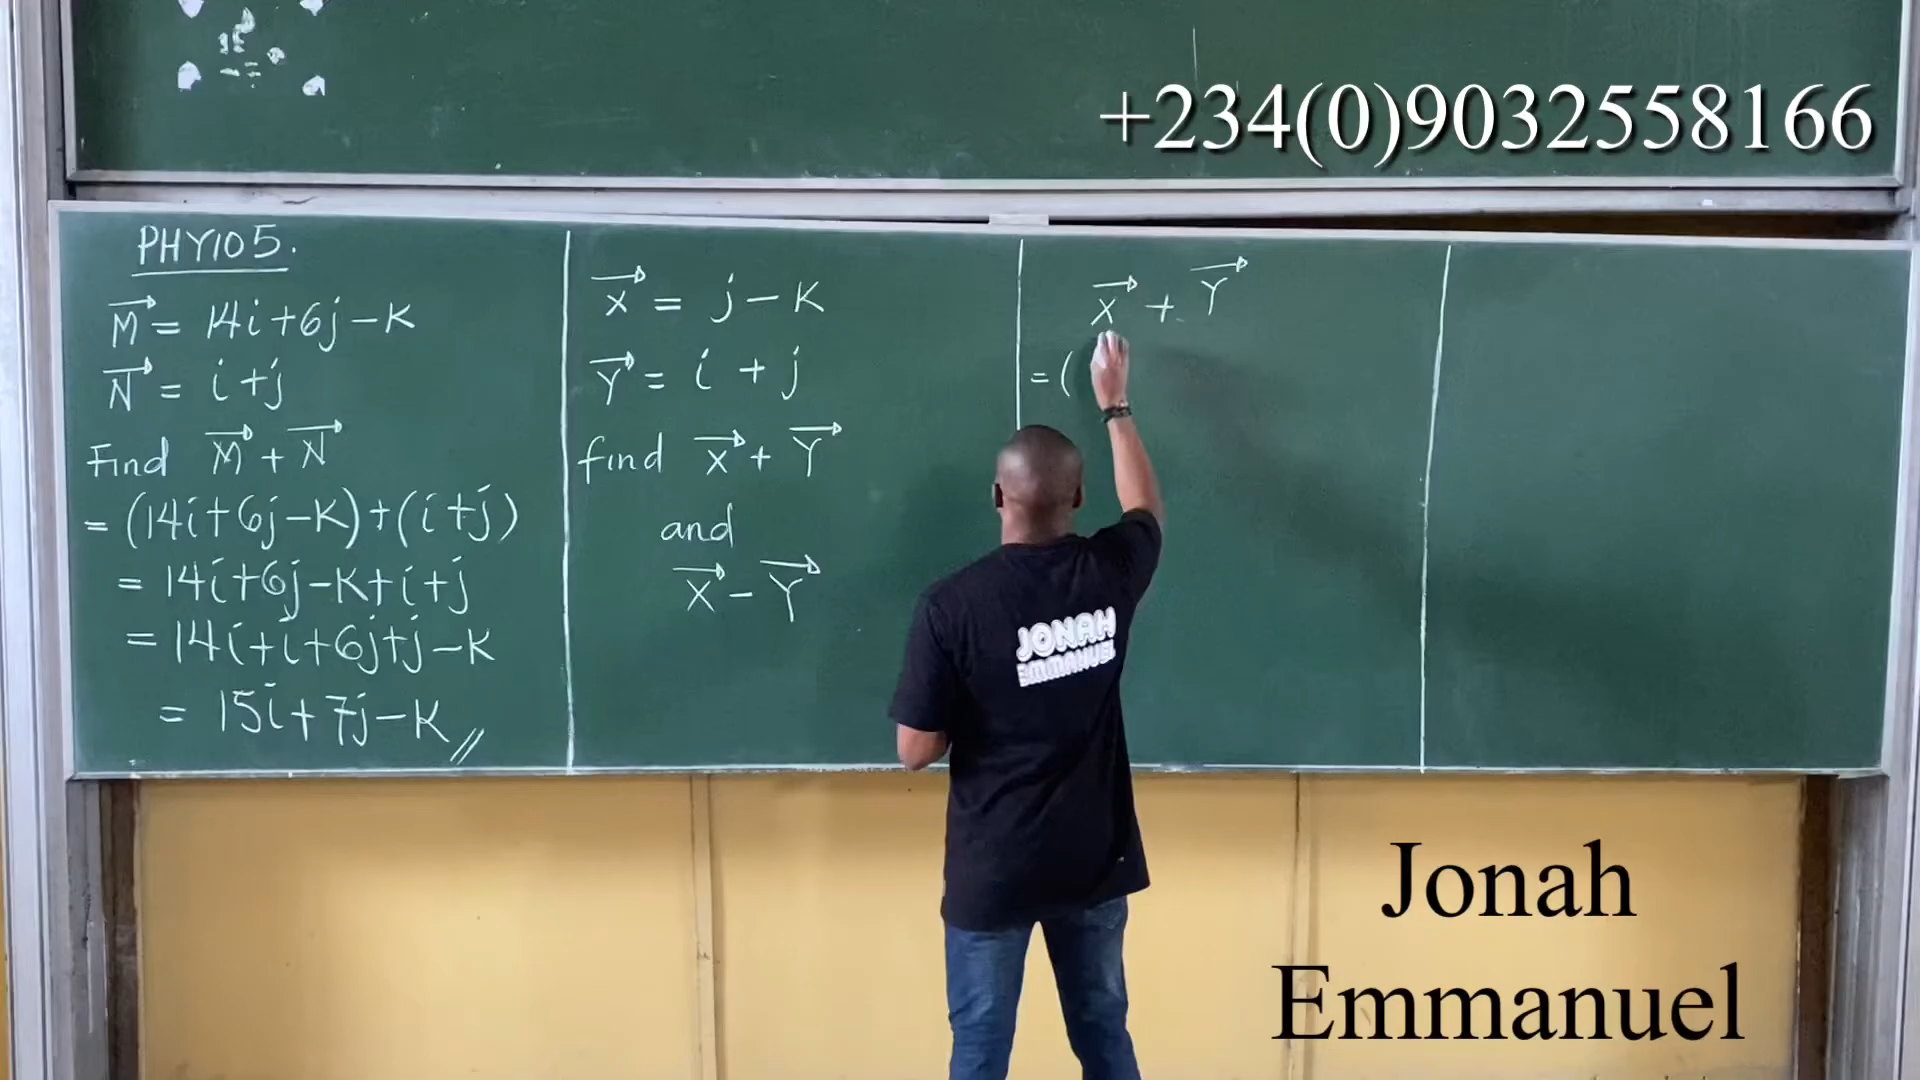 +234(0)9032558166
PHY105.
M⃗ = 14i+6j-K
N⃗ = i+j
Find M⃗ + N⃗
= (14i+6j-K)+(i+j)
= 14i+6j-K+i+j
= 14i+i+6j+j-K
= 15i+7j-K //
X⃗ = j-K
Y⃗ = i + j
find X⃗ + Y⃗
and
X⃗ - Y⃗
X⃗ + Y⃗
= (
JONAH
EMMANUEL
Jonah
Emmanuel